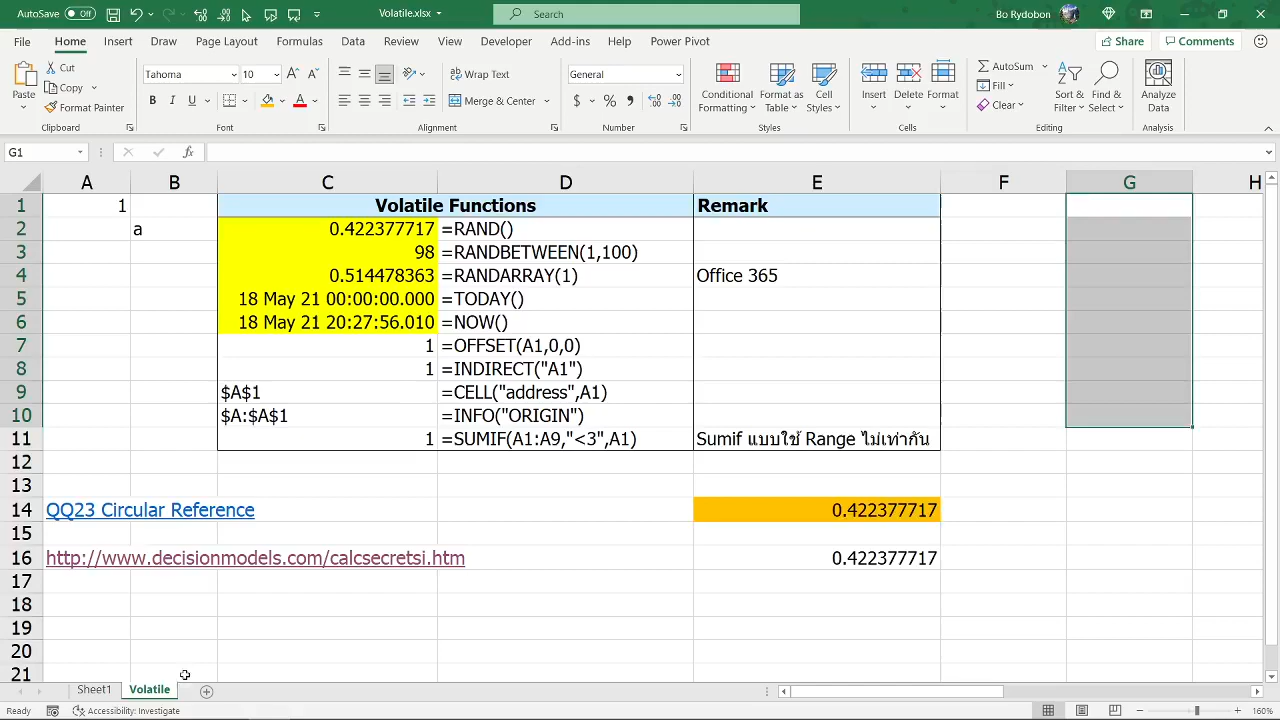 AutoSave Off Volatile.xlsx Search Bo Rydobon
File Home Insert Draw Page Layout Formulas Data Review View Developer Add-ins Help Power Pivot Share Comments
Paste Cut Copy Format Painter Clipboard
Tahoma 10 B I U A Font
Wrap Text Merge & Center Alignment
General $ % Number
Conditional Formatting Format as Table Cell Styles Styles
Insert Delete Format Cells
AutoSum Fill Clear Sort & Filter Find & Select Editing
Analyze Data Analysis
G1 fx
A B C D E F G H
1 1 Volatile Functions Remark
2 a 0.422377717 =RAND()
3 98 =RANDBETWEEN(1,100)
4 0.514478363 =RANDARRAY(1) Office 365
5 18 May 21 00:00:00.000 =TODAY()
6 18 May 21 20:27:56.010 =NOW()
7 1 =OFFSET(A1,0,0)
8 1 =INDIRECT("A1")
9 $A$1 =CELL("address",A1)
10 $A:$A$1 =INFO("ORIGIN")
11 1 =SUMIF(A1:A9,"<3",A1) Sumif แบบใช้ Range ไม่เท่ากัน
12
13
14 QQ23 Circular Reference 0.422377717
15
16 http://www.decisionmodels.com/calcsecretsi.htm 0.422377717
17
18
19
20
21
Sheet1 Volatile
Ready Accessibility: Investigate 160%